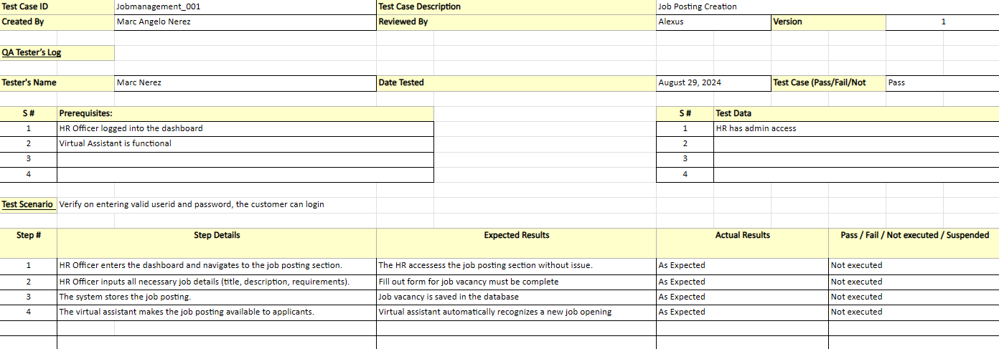 Test Case ID Jobmanagement_001 Test Case Description Job Posting Creation
Created By Marc Angelo Nerez Reviewed By Alexus Version 1
QA Tester's Log
Tester's Name Marc Nerez Date Tested August 29, 2024 Test Case (Pass/Fail/Not Pass
S # Prerequisites: S # Test Data
1 HR Officer logged into the dashboard 1 HR has admin access
2 Virtual Assistant is functional 2
3 3
4 4
Test Scenario Verify on entering valid userid and password, the customer can login
Step # Step Details Expected Results Actual Results Pass / Fail / Not executed / Suspended
1 HR Officer enters the dashboard and navigates to the job posting section. The HR accessess the job posting section without issue. As Expected Not executed
2 HR Officer inputs all necessary job details (title, description, requirements). Fill out form for job vacancy must be complete As Expected Not executed
3 The system stores the job posting. Job vacancy is saved in the database As Expected Not executed
4 The virtual assistant makes the job posting available to applicants. Virtual assistant automatically recognizes a new job opening As Expected Not executed